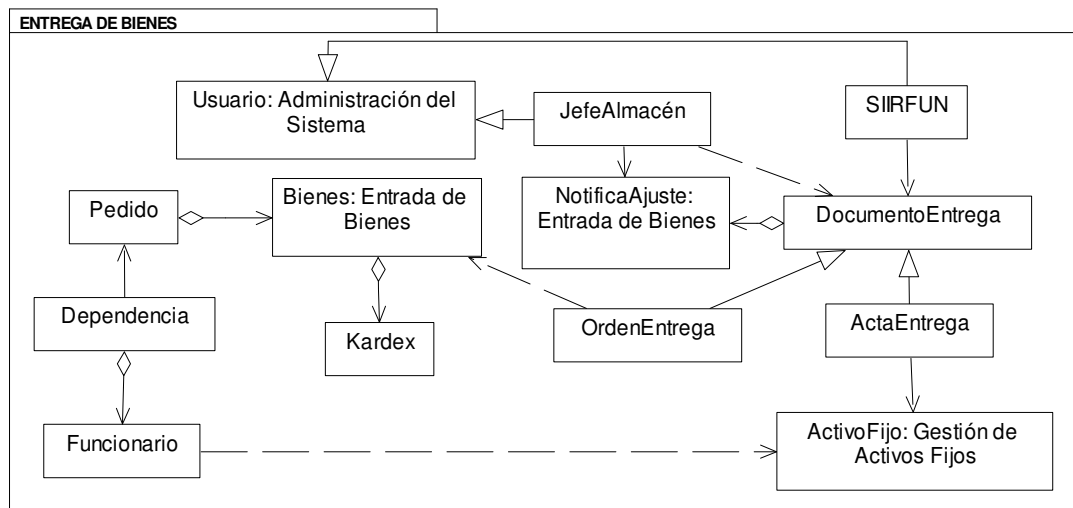 ENTREGA DE BIENES
Usuario: Administración del
Sistema
JefeAlmacén
SIIRFUN
Pedido
Bienes: Entrada de
Bienes
NotificaAjuste:
Entrada de Bienes
DocumentoEntrega
Dependencia
Kardex
OrdenEntrega
ActaEntrega
Funcionario
ActivoFijo: Gestión de
Activos Fijos